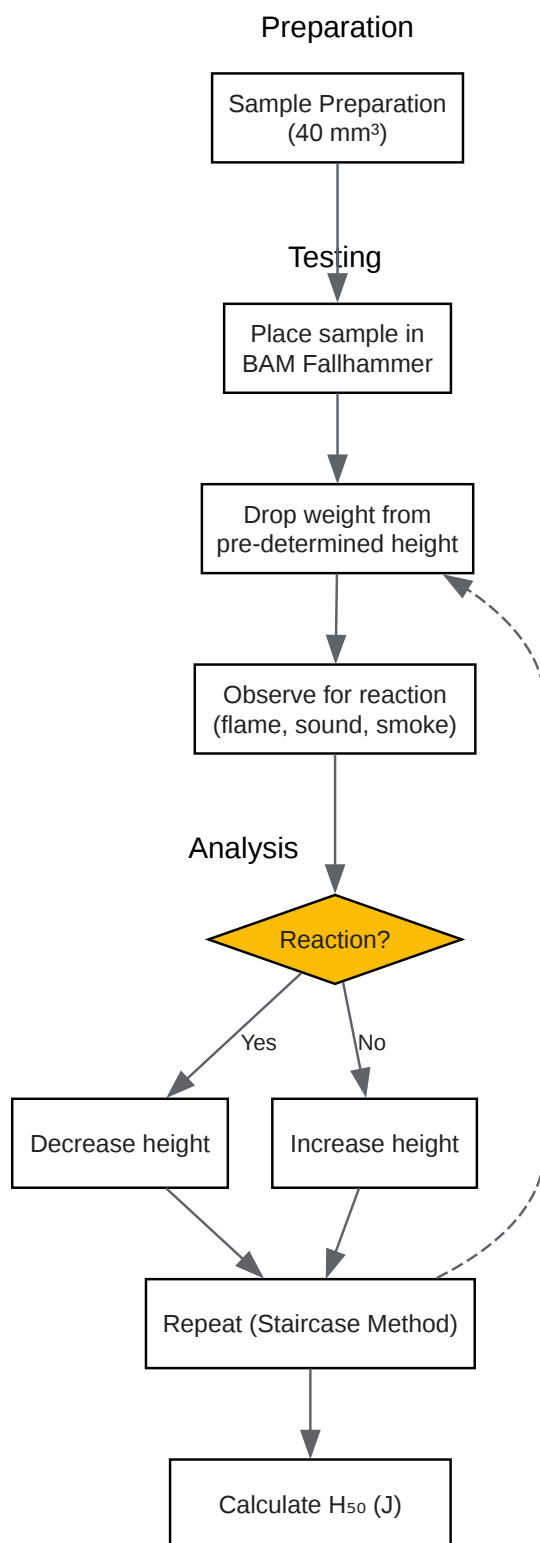 Preparation
Sample Preparation
(40 mm³)
Testing
Place sample in
BAM Fallhammer
Drop weight from
pre-determined height
Observe for reaction
(flame, sound, smoke)
Analysis
Reaction?
Yes
No
Decrease height
Increase height
Repeat (Staircase Method)
Calculate H₅₀ (J)